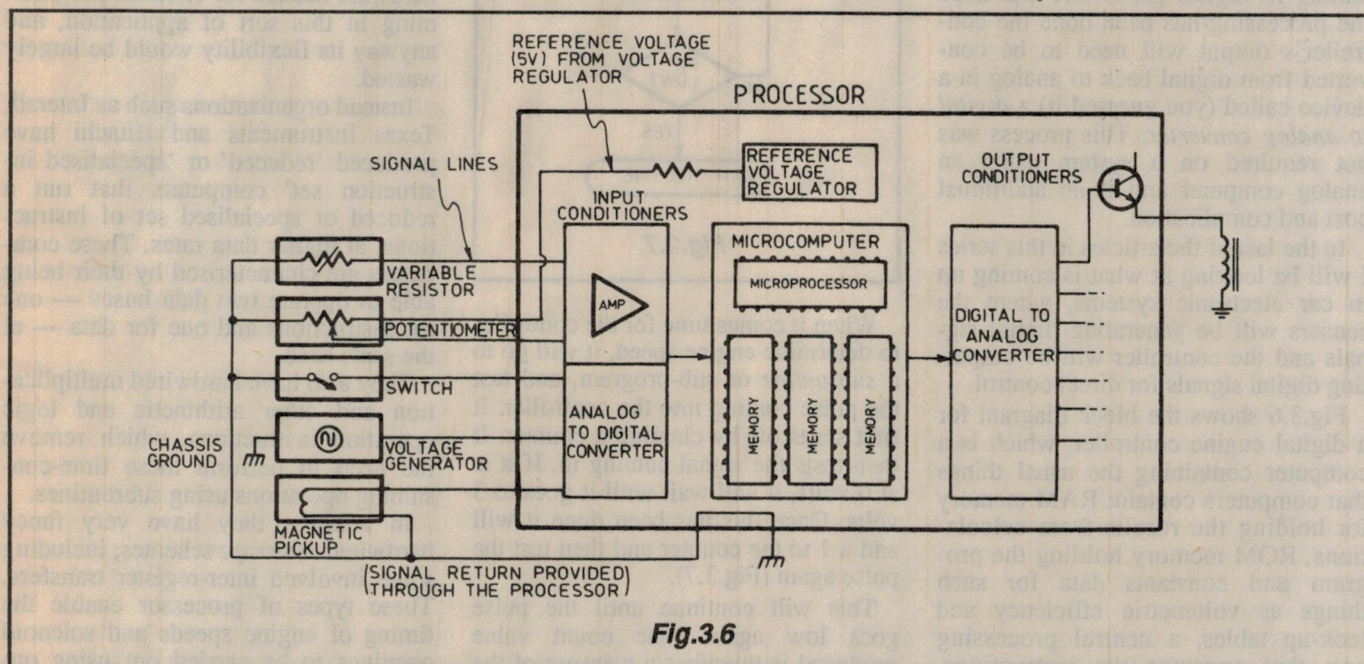 REFERENCE VOLTAGE
(5V) FROM VOLTAGE
REGULATOR
PROCESSOR
SIGNAL LINES
REFERENCE
VOLTAGE
REGULATOR
OUTPUT
CONDITIONERS
INPUT
CONDITIONERS
MICROCOMPUTER
MICROPROCESSOR
VARIABLE
RESISTOR
AMP
POTENTIOMETER
DIGITAL TO
ANALOG
CONVERTER
SWITCH
ANALOG
TO DIGITAL
CONVERTER
MEMORY
MEMORY
MEMORY
CHASSIS
GROUND
VOLTAGE
GENERATOR
MAGNETIC
PICKUP
(SIGNAL RETURN PROVIDED)
(THROUGH THE PROCESSOR)
Fig.3.6